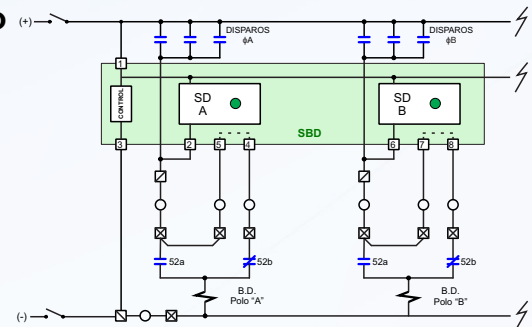 D
(+)
DISPAROS
φA
DISPAROS
φB
1
CONTROL
SD
A
SD
B
SBD
3
2
5
4
6
7
8
52a
52b
52a
52b
B.D.
Polo "A"
B.D.
Polo "B"
(-)